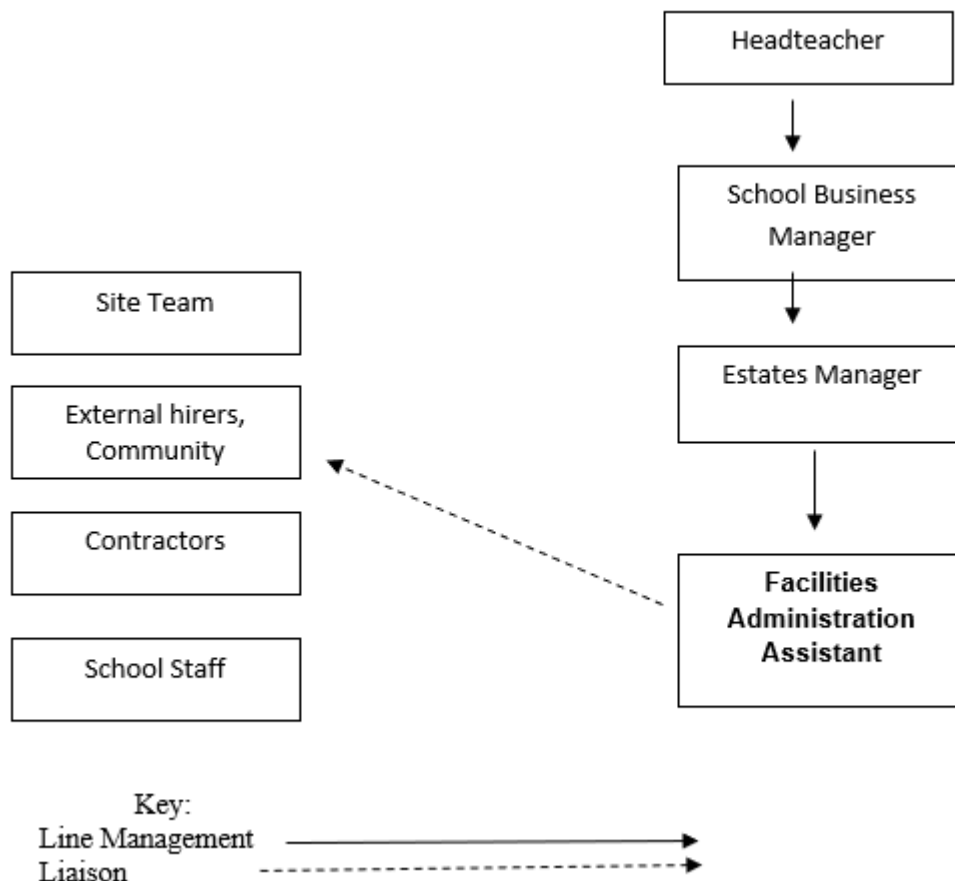 Headteacher
School Business
Manager
Site Team
Estates Manager
External hirers,
Community
Contractors
Facilities
Administration
Assistant
School Staff
Key:
Line Management
Liaison